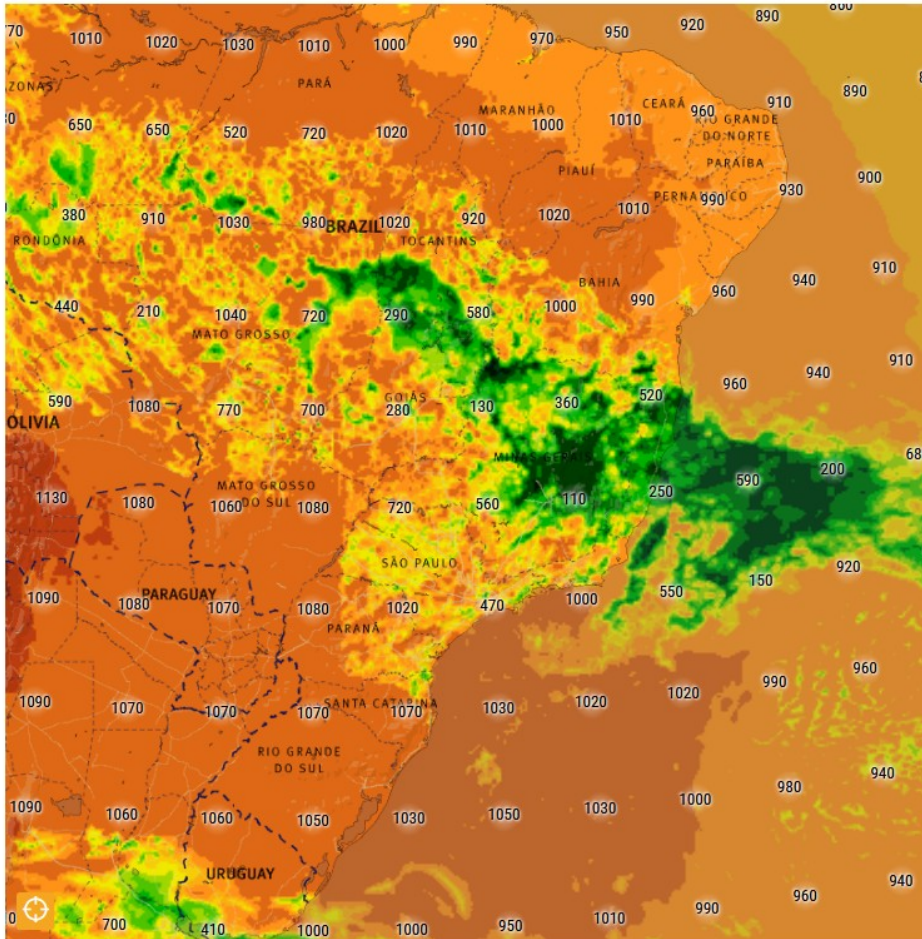 770 1010 1020 1030 1010 1000 990 970 950 920 890 860
AZONAS PARÁ
MARANHÃO CEARÁ 890
650 650 520 720 1020 1010 1000 1010 960 910
RIO GRANDE
DO NORTE
PIAUÍ PARAÍBA
PERNAMBUCO
380 910 1030 980 1020 920 1020 1010 990 930 900
RONDÔNIA BRAZIL TOCANTINS
BAHIA 910
440 210 1040 720 290 580 1000 990 960 940
MATO GROSSO
590 1080 770 700 280 130 360 520 960 940 910
OLIVIA GOIÁS
MINAS GERAIS
1130 1080 1060 1080 720 560 110 250 590 200 68
MATO GROSSO
DO SUL
SÃO PAULO
1090 1080 1070 1080 1020 470 1000 550 150 920
PARAGUAY
PARANÁ
1090 1070 1070 1070 1070 1030 1020 1020 990 960
SANTA CATARINA
RIO GRANDE
DO SUL
1090 1060 1060 1050 1030 1050 1030 1000 980 940
URUGUAY
0 700 410 1000 1000 950 1010 990 960 940